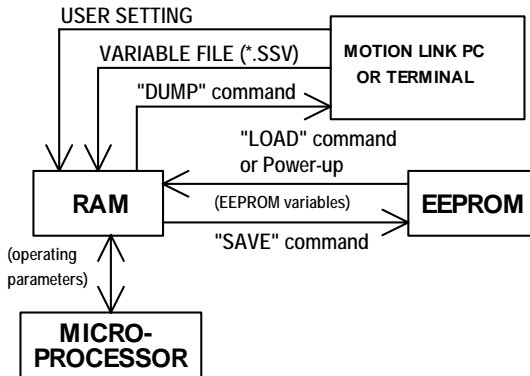 USER SETTING
VARIABLE FILE (*.SSV)
"DUMP" command
MOTION LINK PC
OR TERMINAL
"LOAD" command
or Power-up
RAM
(EEPROM variables)
EEPROM
"SAVE" command
(operating
parameters)
MICRO-
PROCESSOR